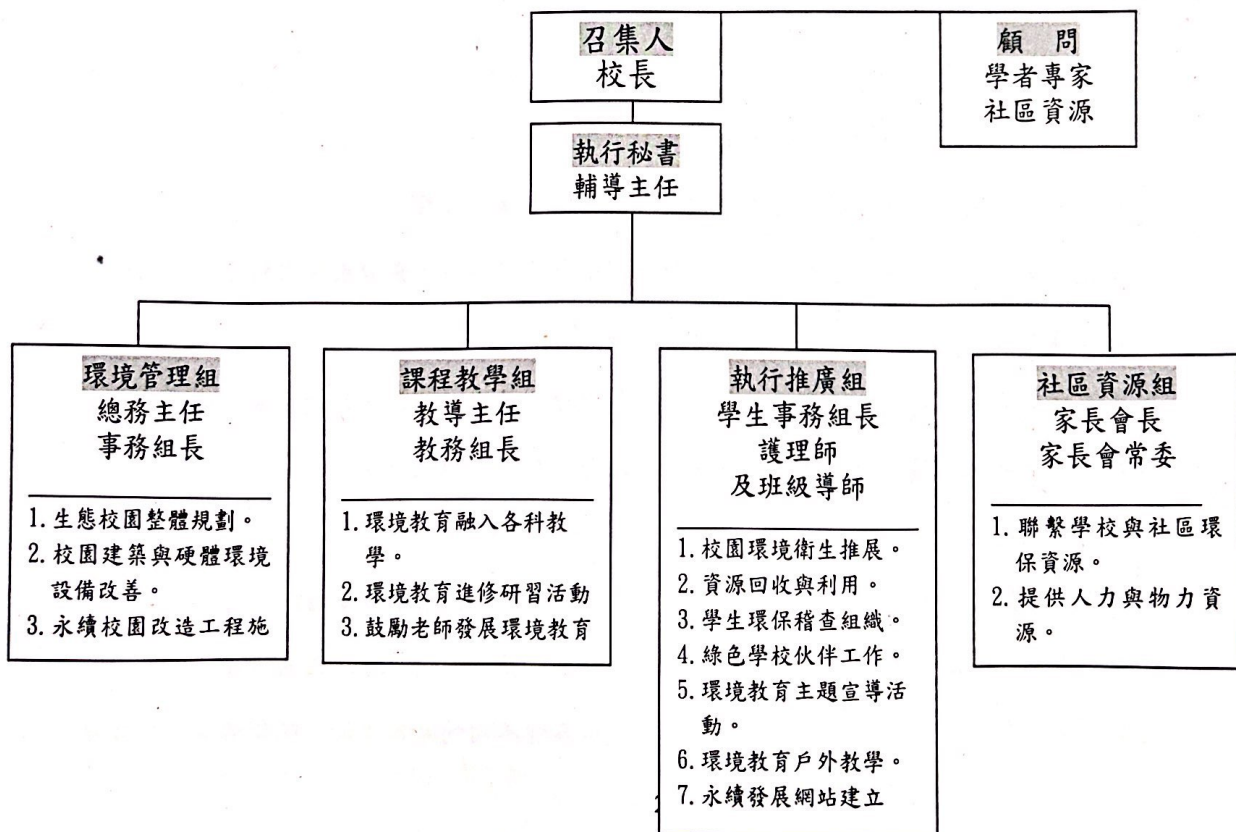 召集人
校長
顧 問
學者專家
社區資源
執行秘書
輔導主任
環境管理組
總務主任
事務組長
1. 生態校園整體規劃。
2. 校園建築與硬體環境
設備改善。
3. 永續校園改造工程施
課程教學組
教導主任
教務組長
1. 環境教育融入各科教
學。
2. 環境教育進修研習活動
3. 鼓勵老師發展環境教育
執行推廣組
學生事務組長
護理師
及班級導師
1. 校園環境衛生推展。
2. 資源回收與利用。
3. 學生環保稽查組織。
4. 綠色學校伙伴工作。
5. 環境教育主題宣導活
動。
6. 環境教育戶外教學。
7. 永續發展網站建立
社區資源組
家長會長
家長會常委
1. 聯繫學校與社區環
保資源。
2. 提供人力與物力資
源。